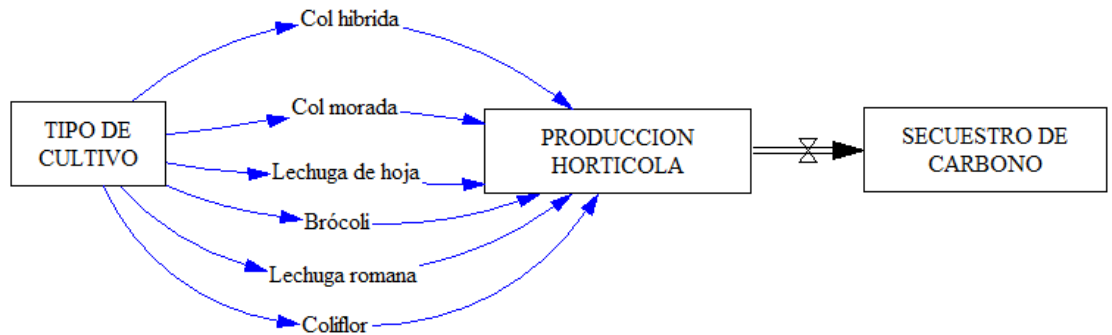 Col hibrida
TIPO DE
CULTIVO
Col morada
Lechuga de hoja
Brócoli
Lechuga romana
Coliflor
PRODUCCION
HORTICOLA
SECUESTRO DE
CARBONO